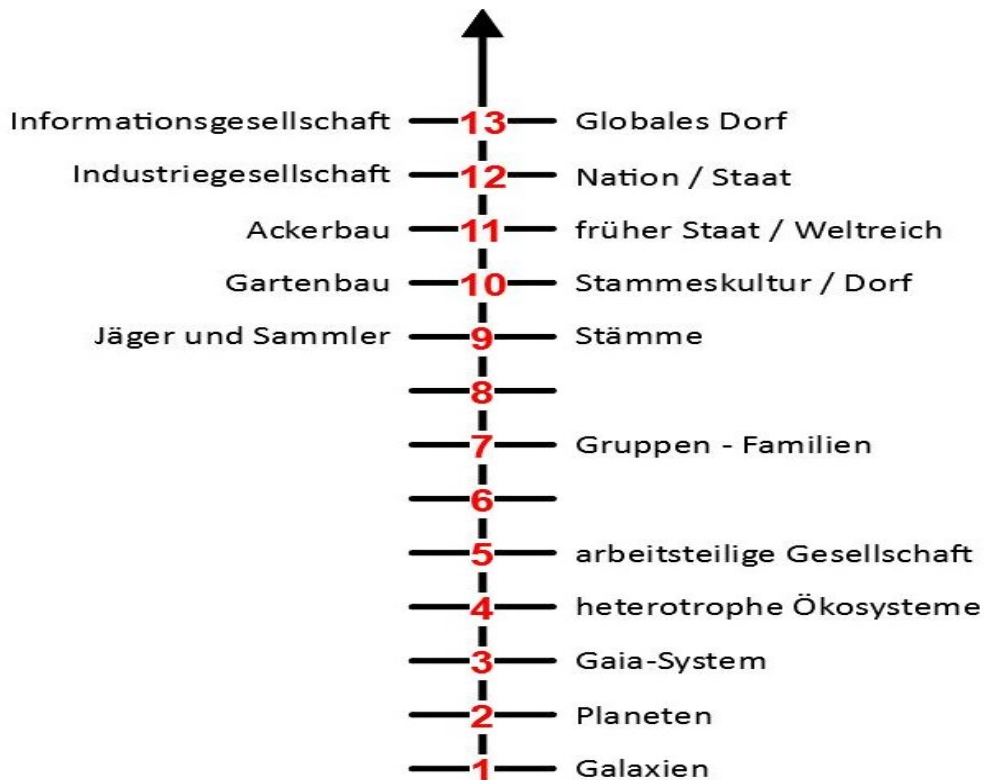 Informationsgesellschaft 13 Globales Dorf
Industriegesellschaft 12 Nation / Staat
Ackerbau 11 früher Staat / Weltreich
Gartenbau 10 Stammeskultur / Dorf
Jäger und Sammler 9 Stämme
8
7 Gruppen - Familien
6
5 arbeitsteilige Gesellschaft
4 heterotrophe Ökosysteme
3 Gaia-System
2 Planeten
1 Galaxien